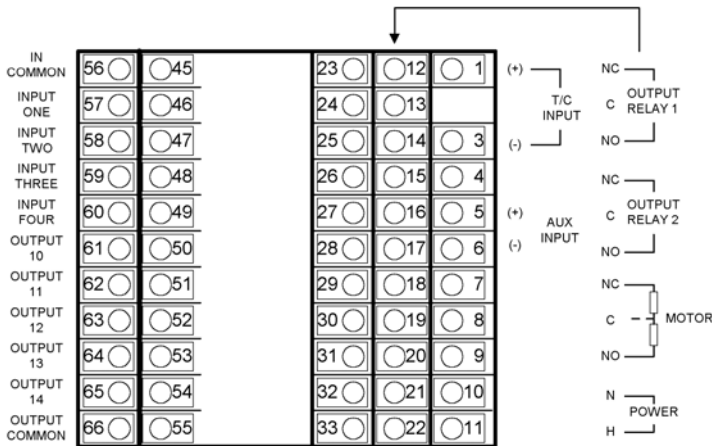 IN
COMMON
56
45
23
12
1
(+)
NC
INPUT
ONE
57
46
24
13
T/C
INPUT
C
OUTPUT
RELAY 1
INPUT
TWO
58
47
25
14
3
(-)
NO
INPUT
THREE
59
48
26
15
4
NC
INPUT
FOUR
60
49
27
16
5
(+)
AUX
INPUT
C
OUTPUT
RELAY 2
OUTPUT
10
61
50
28
17
6
(-)
NO
OUTPUT
11
62
51
29
18
7
NC
OUTPUT
12
63
52
30
19
8
C
MOTOR
OUTPUT
13
64
53
31
20
9
NO
OUTPUT
14
65
54
32
21
10
N
POWER
OUTPUT
COMMON
66
55
33
22
11
H